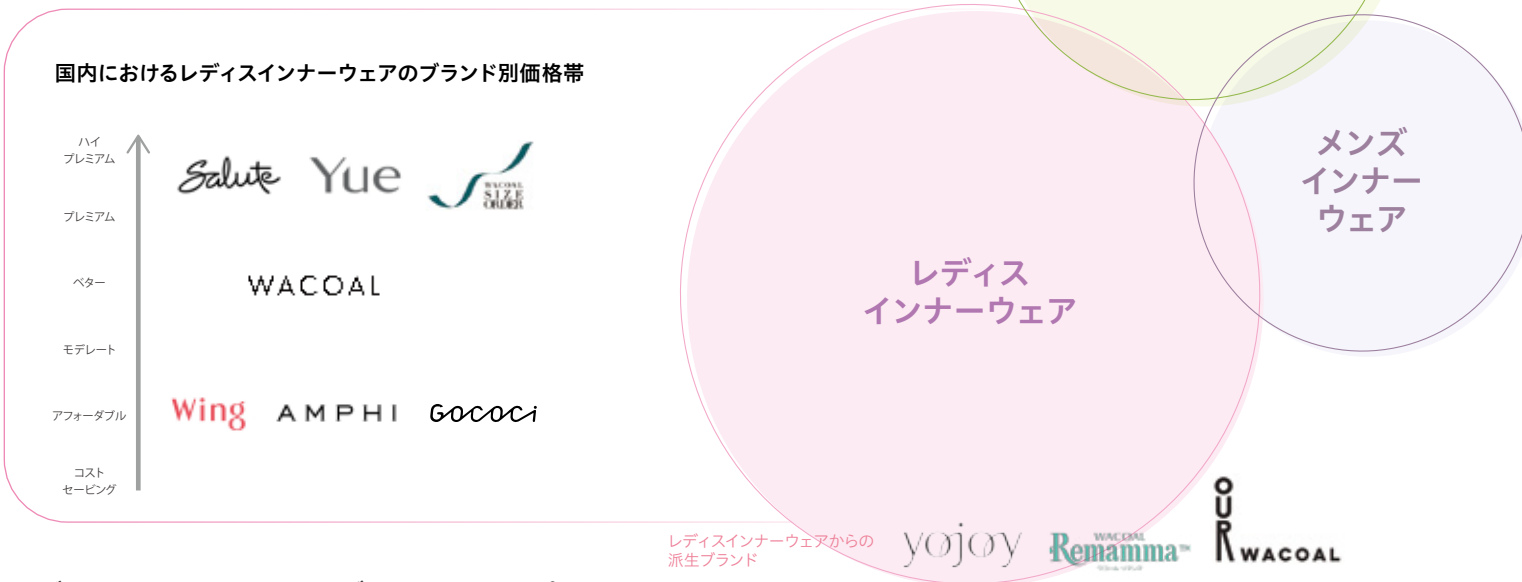 国内におけるレディスインナーウェアのブランド別価格帯
ハイ
プレミアム
Salute Yue WACOAL
SIZE
ORDER
プレミアム
ベター
WACOAL
モデレート
アフォーダブル
Wing AMPHI GOCOCi
コスト
セービング
レディス
インナーウェア
メンズ
インナー
ウェア
レディスインナーウェアからの
派生ブランド
yojoy
WACOAL
Remamma™
OUR WACOAL